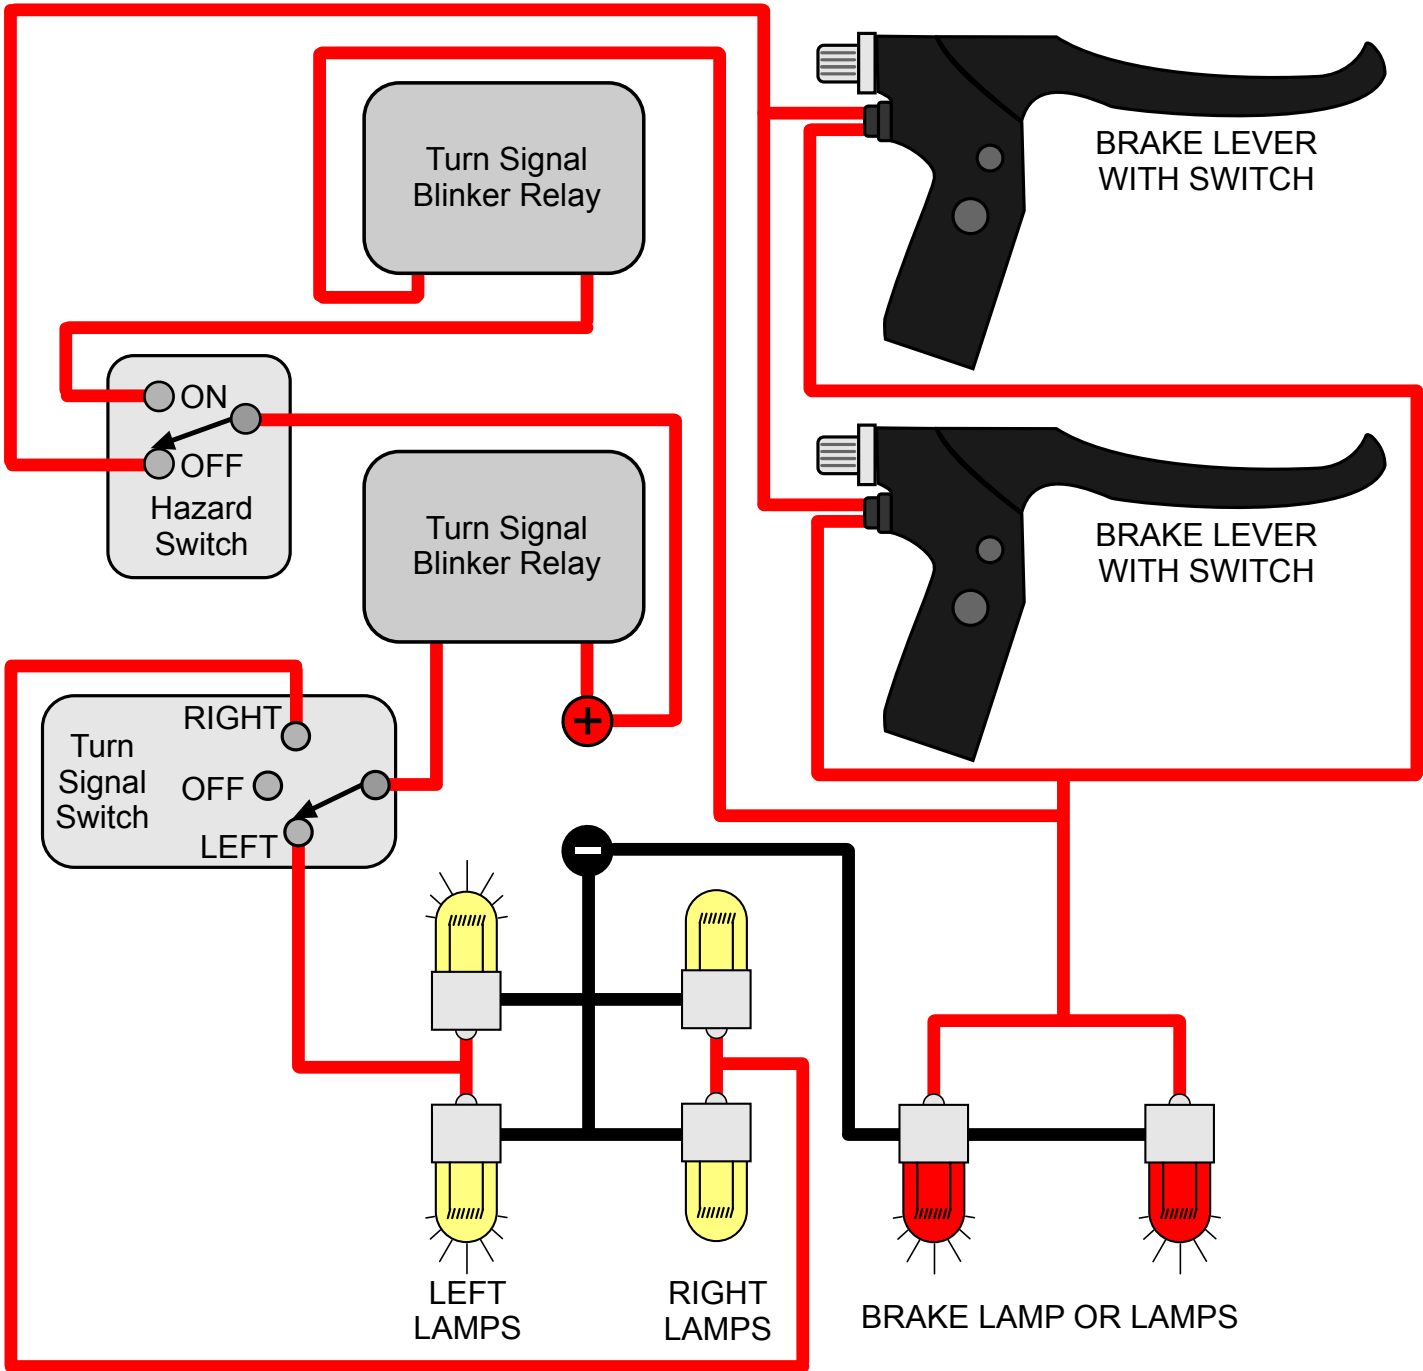 Turn Signal
Blinker Relay
BRAKE LEVER
WITH SWITCH
ON
OFF
Hazard
Switch
Turn Signal
Blinker Relay
BRAKE LEVER
WITH SWITCH
+
RIGHT
Turn
Signal
Switch
OFF
LEFT
-
LEFT
LAMPS
RIGHT
LAMPS
BRAKE LAMP OR LAMPS